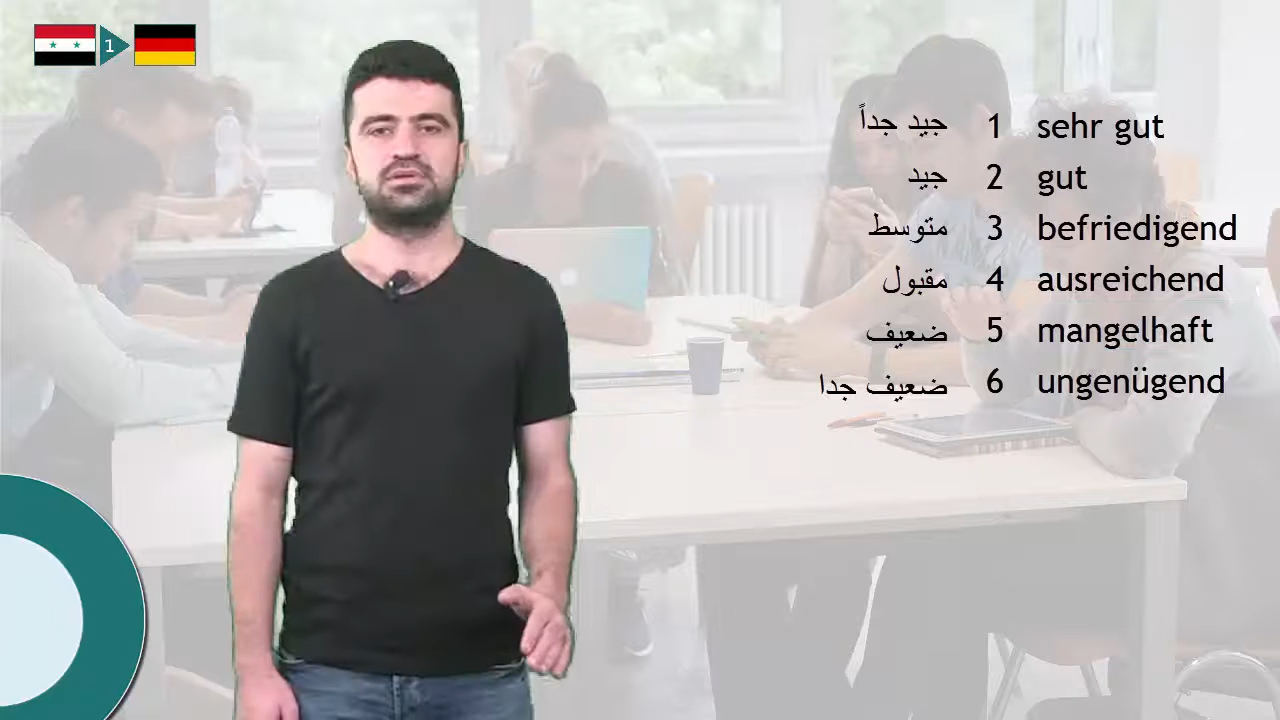 1
جيد جداً 1 sehr gut
جيد 2 gut
متوسط 3 befriedigend
مقبول 4 ausreichend
ضعيف 5 mangelhaft
ضعيف جدا 6 ungenügend